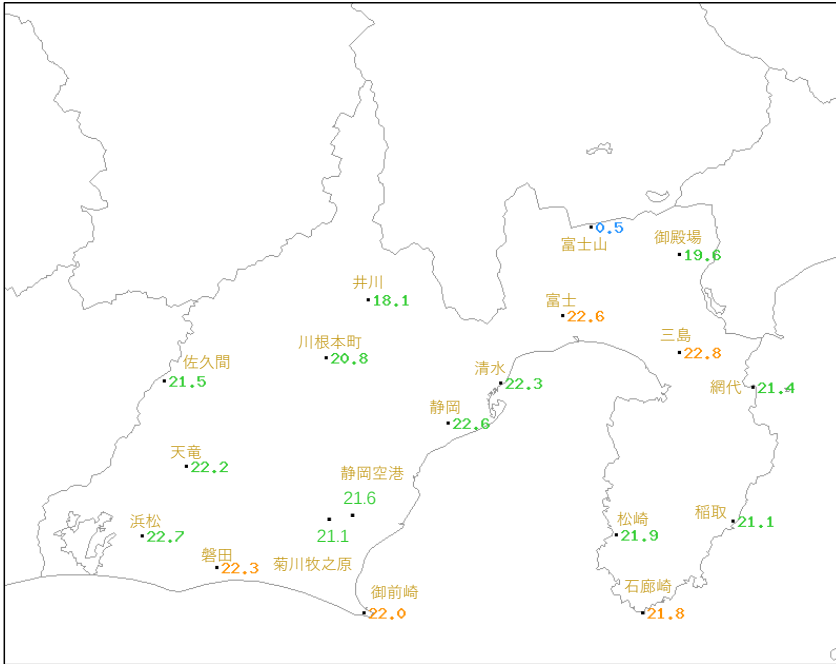 0.5
富士山
御殿場
19.6
井川
18.1
富士
22.6
川根本町
20.8
三島
22.8
佐久間
21.5
清水
22.3
網代
21.4
静岡
22.6
天竜
22.2
静岡空港
21.6
21.1
菊川牧之原
浜松
22.7
磐田
22.3
御前崎
22.0
松崎
21.9
稲取
21.1
石廊崎
21.8